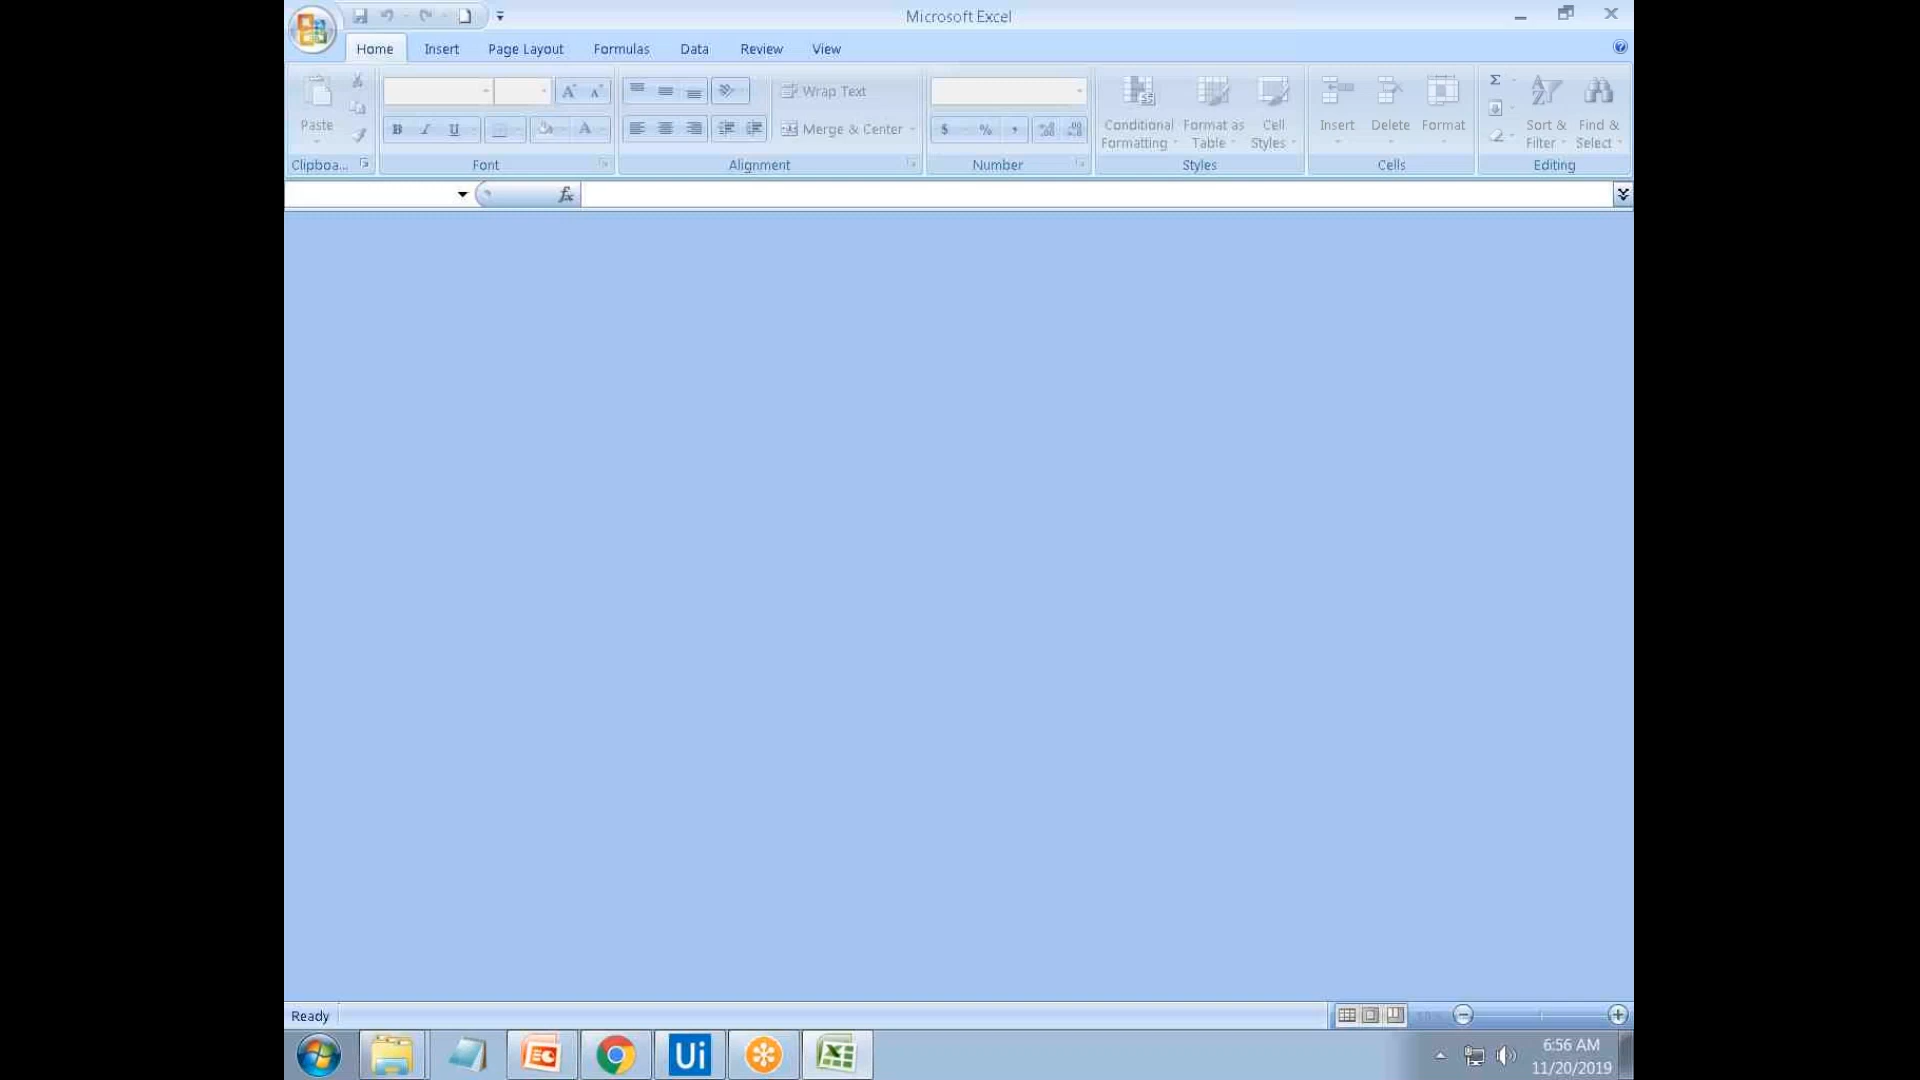 Microsoft Excel
Home Insert Page Layout Formulas Data Review View
Paste
Wrap Text
Merge & Center
B I U A
$ % ,
Conditional Formatting
Format as Table
Cell Styles
Insert Delete Format
Σ
Sort & Filter
Find & Select
Clipboa... Font Alignment Number Styles Cells Editing
fx
Ready
Ui
6:56 AM
11/20/2019